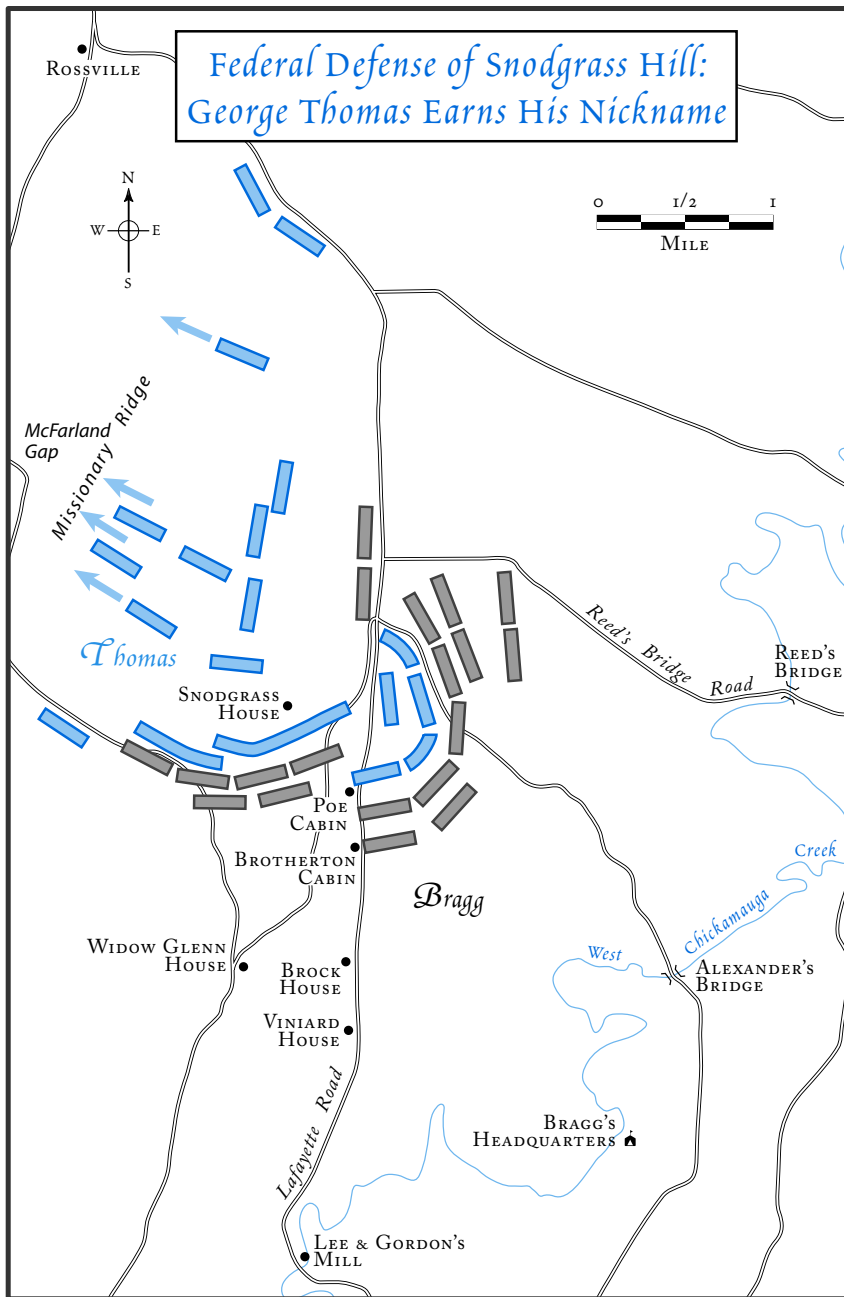 Federal Defense of Snodgrass Hill:
George Thomas Earns His Nickname
Rossville
N
W
E
S
0 1/2 1
Mile
McFarland
Gap
Missionary Ridge
Thomas
Snodgrass
House
Reed's Bridge Road
Reed's
Bridge
Poe
Cabin
Brotherton
Cabin
Bragg
West Chickamauga Creek
Widow Glenn
House
Brock
House
Alexander's
Bridge
Viniard
House
Lafayette Road
Bragg's
Headquarters
Lee & Gordon's
Mill